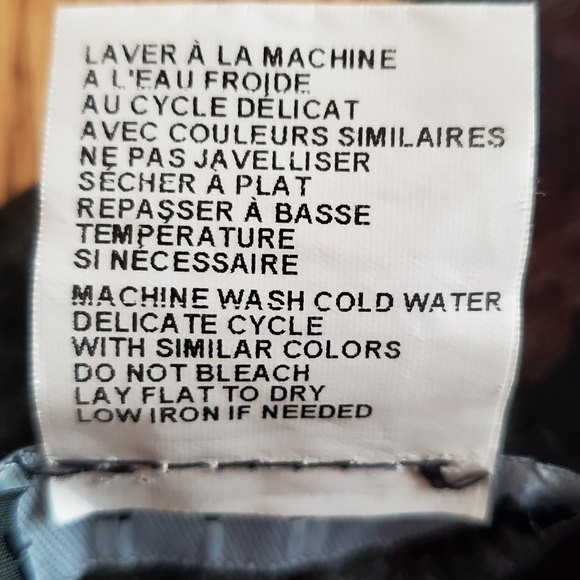 LAVER À LA MACHINE
A L'EAU FROIDE
AU CYCLE DÉLICAT
AVEC COULEURS SIMILAIRES
NE PAS JAVELLISER
SÉCHER À PLAT
REPASSER À BASSE
TEMPÉRATURE
SI NÉCESSAIRE
MACHINE WASH COLD WATER
DELICATE CYCLE
WITH SIMILAR COLORS
DO NOT BLEACH
LAY FLAT TO DRY
LOW IRON IF NEEDED